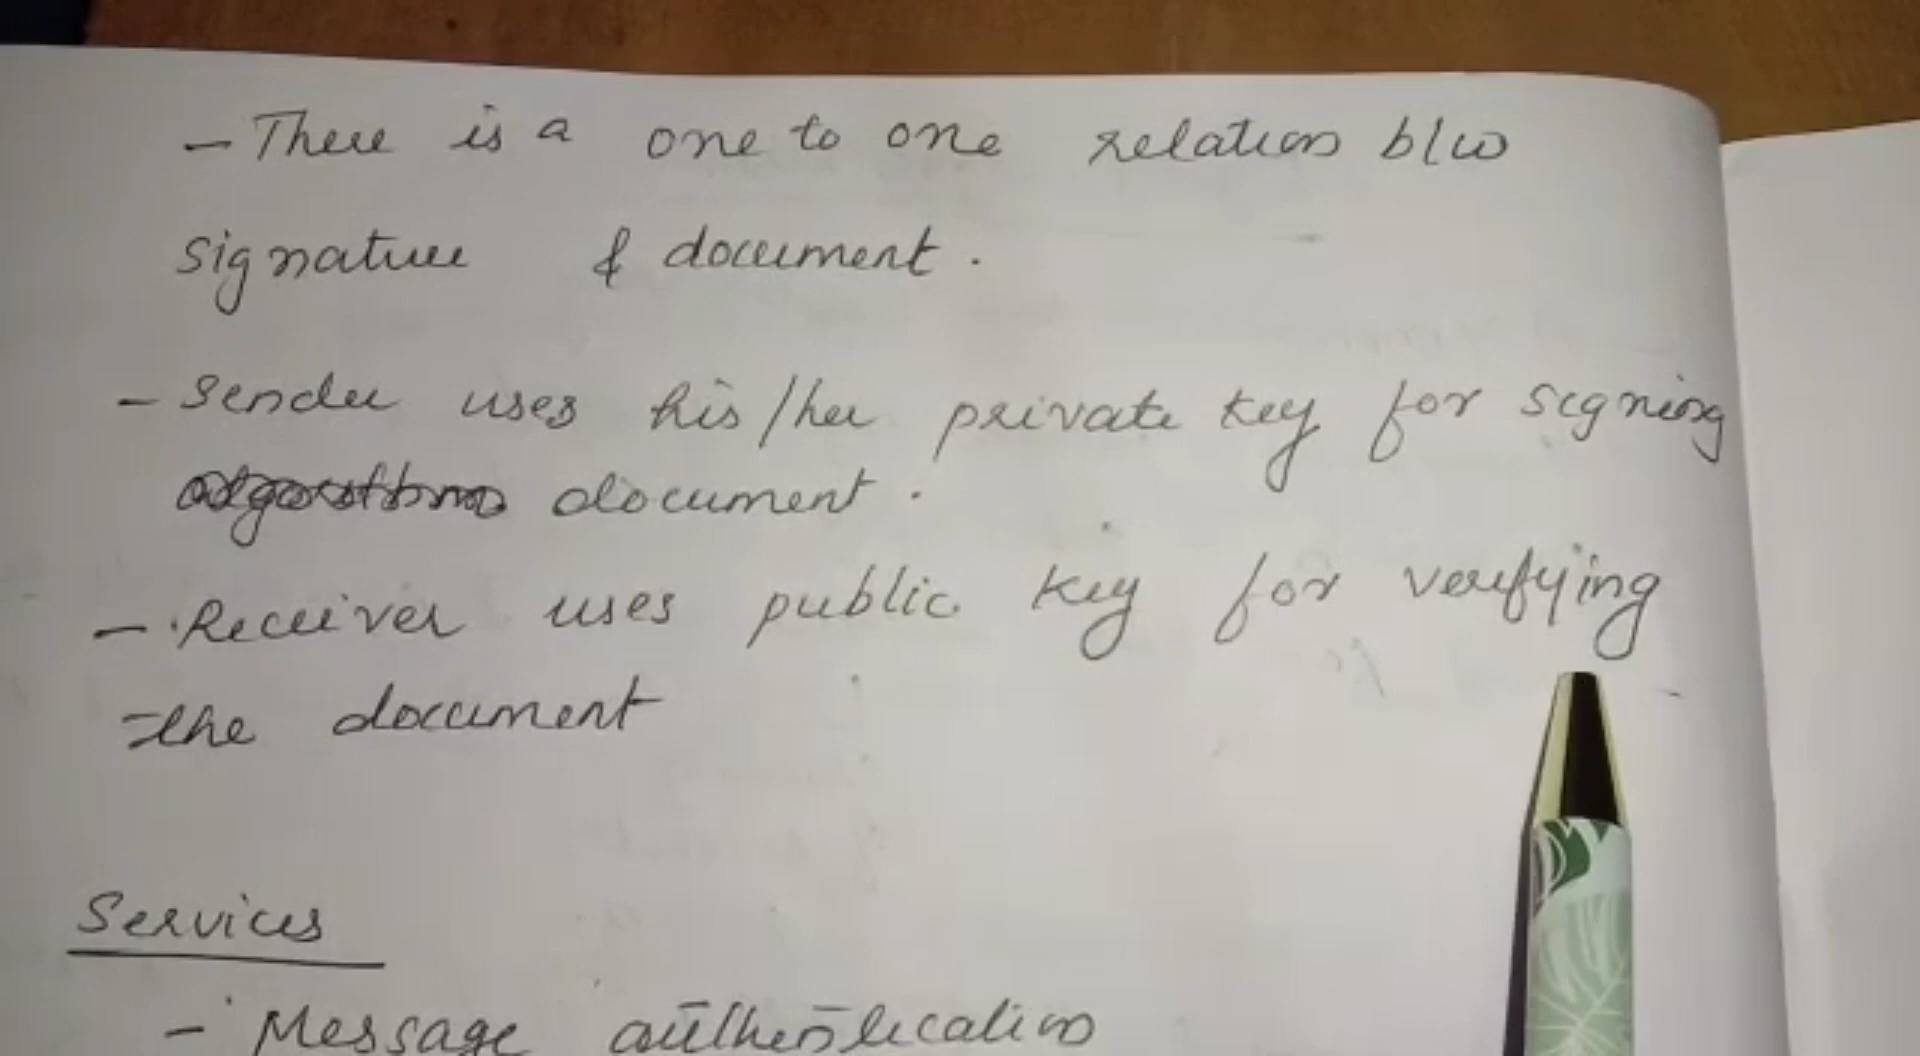 - There is a one to one relation b/w
signature & document.
- Sender uses his/her private key for signing
algorithm document.
- Receiver uses public key for verifying
the document
Services
- Message authentication